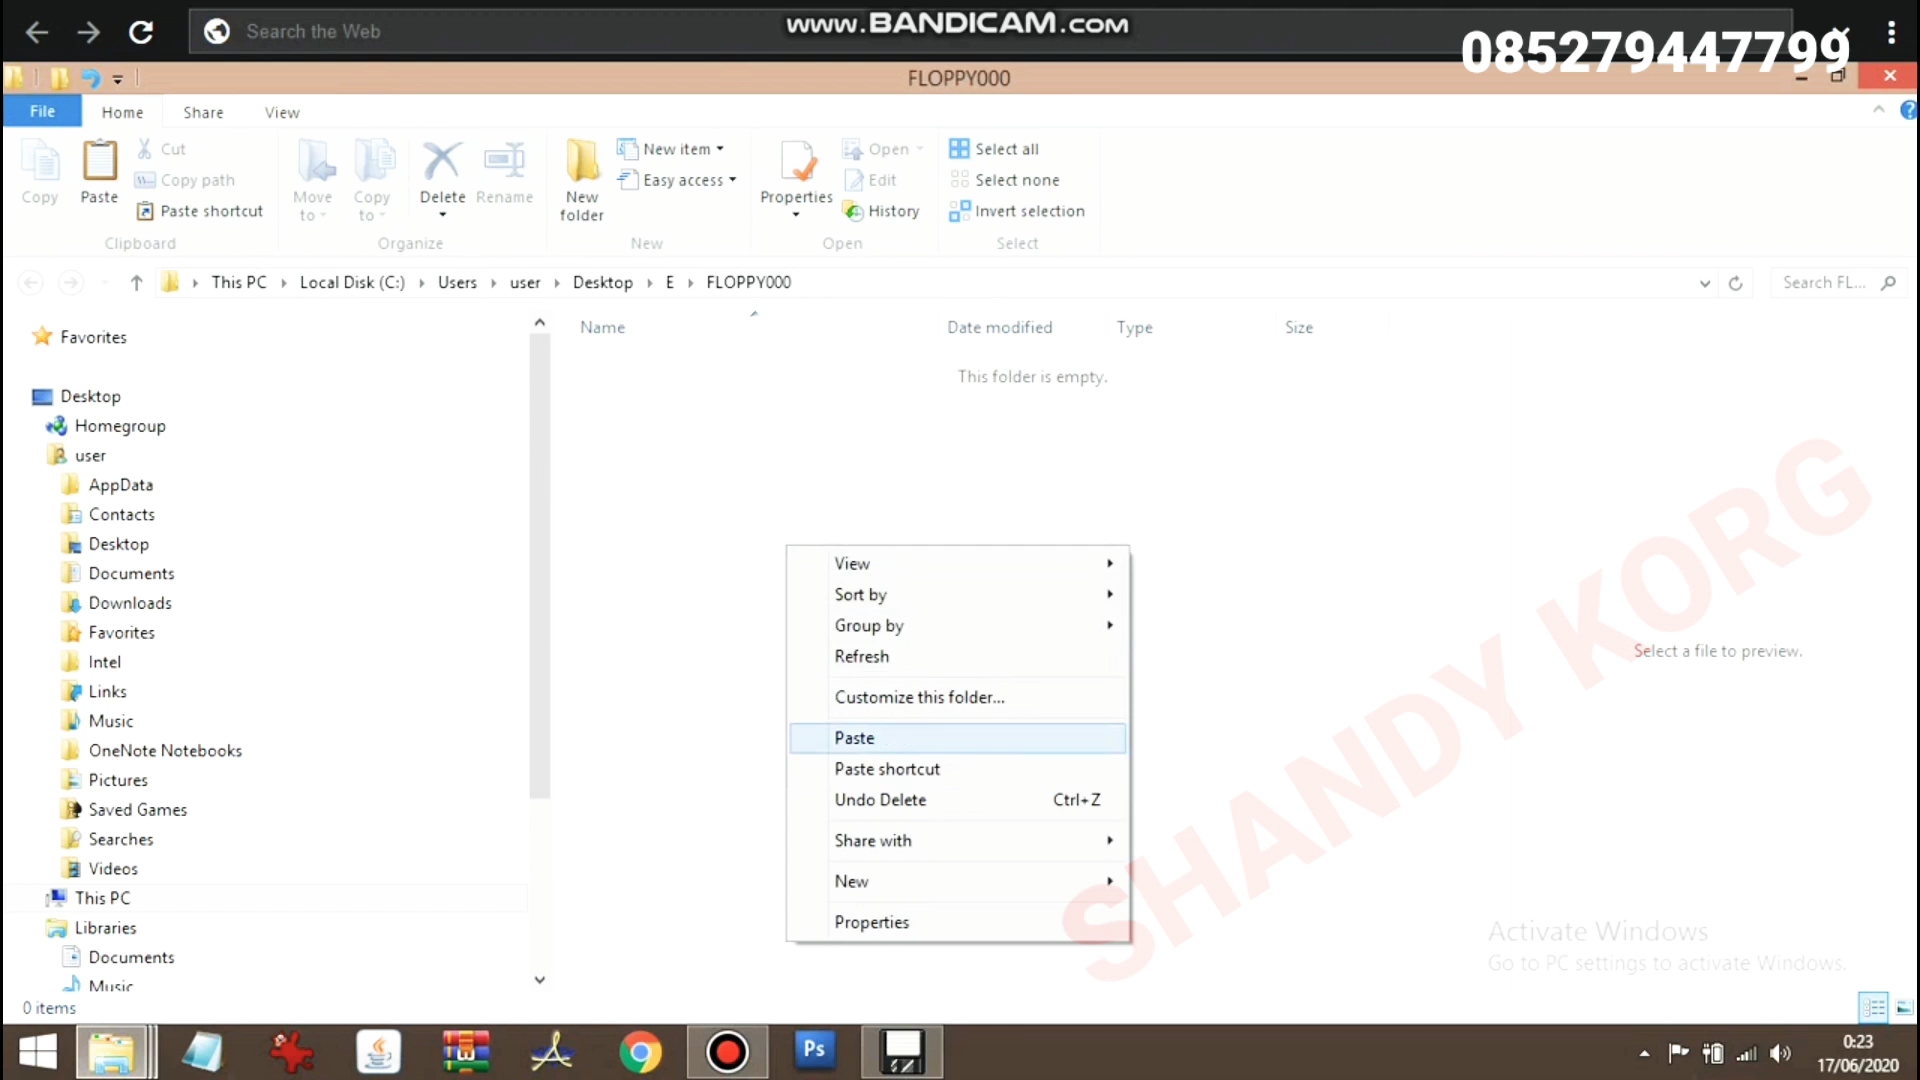 Search the Web
www.BANDICAM.com
085279447799
FLOPPY000
File
Home
Share
View
Copy
Paste
Cut
Copy path
Paste shortcut
Clipboard
Move to
Copy to
Delete
Rename
Organize
New folder
New item
Easy access
New
Properties
Open
Edit
History
Open
Select all
Select none
Invert selection
Select
This PC
Local Disk (C:)
Users
user
Desktop
E
FLOPPY000
Search FL...
Name
Date modified
Type
Size
This folder is empty.
Favorites
Desktop
Homegroup
user
AppData
Contacts
Desktop
Documents
Downloads
Favorites
Intel
Links
Music
OneNote Notebooks
Pictures
Saved Games
Searches
Videos
This PC
Libraries
Documents
Music
View
Sort by
Group by
Refresh
Customize this folder...
Paste
Paste shortcut
Undo Delete Ctrl+Z
Share with
New
Properties
Select a file to preview.
SHANDY KORG
Activate Windows
Go to PC settings to activate Windows.
0 items
Ps
0:23
17/06/2020